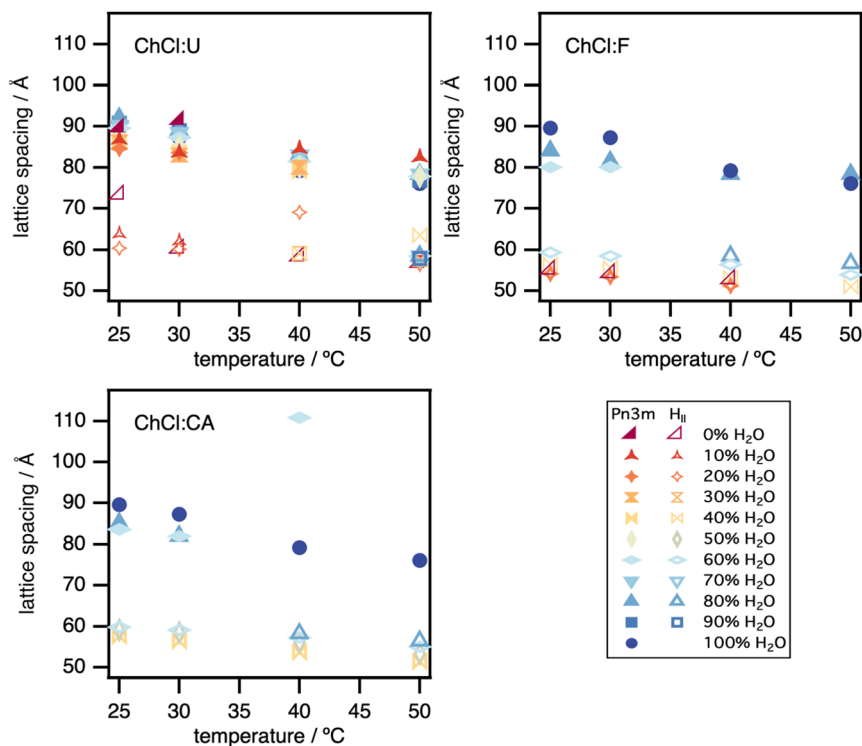 ChCl:U
110
100
90
80
70
60
50
lattice spacing / Å
25
30
35
40
45
50
temperature / ºC
ChCl:F
110
100
90
80
70
60
50
lattice spacing / Å
25
30
35
40
45
50
temperature / ºC
ChCl:CA
110
100
90
80
70
60
50
lattice spacing / Å
25
30
35
40
45
50
temperature / ºC
Pn3m H_II
0% H₂O
10% H₂O
20% H₂O
30% H₂O
40% H₂O
50% H₂O
60% H₂O
70% H₂O
80% H₂O
90% H₂O
100% H₂O